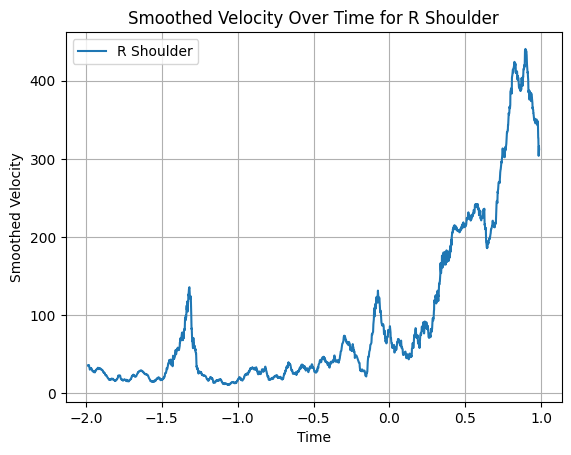 Smoothed Velocity Over Time for R Shoulder
R Shoulder
Smoothed Velocity
400
300
200
100
0
−2.0 −1.5 −1.0 −0.5 0.0 0.5 1.0
Time